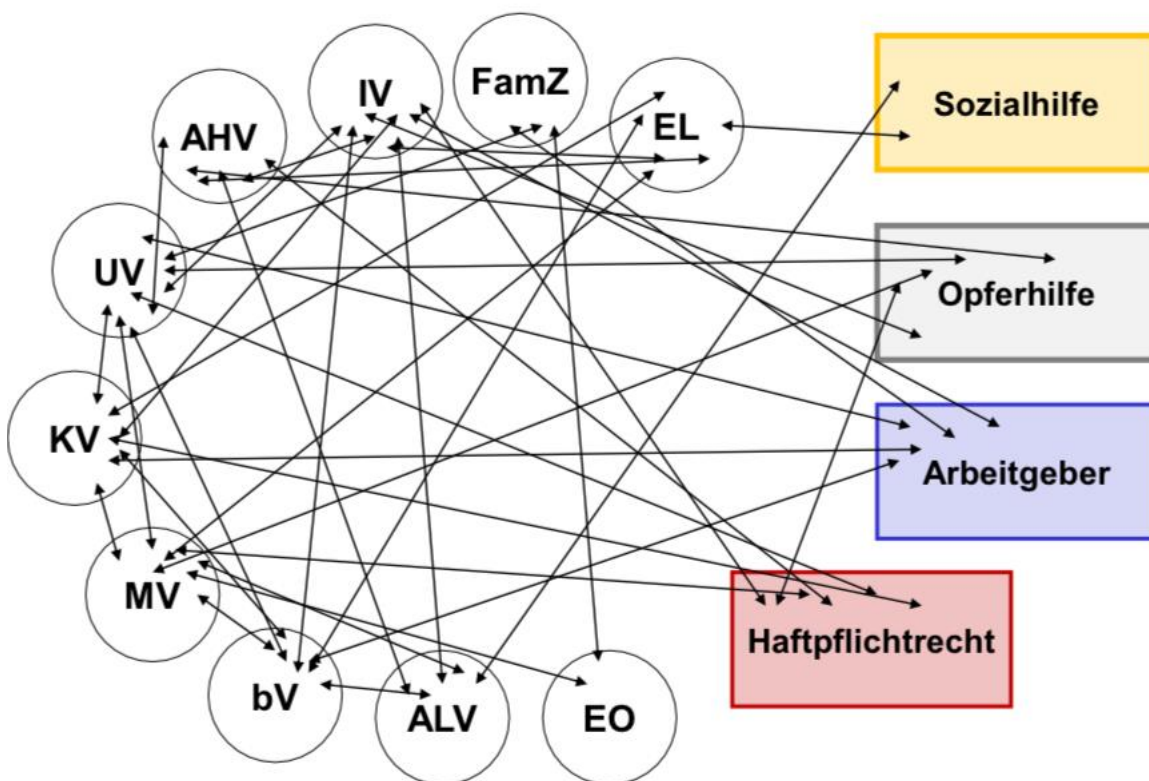 IV
FamZ
EL
AHV
UV
KV
MV
bV
ALV
EO
Sozialhilfe
Opferhilfe
Arbeitgeber
Haftpflichtrecht